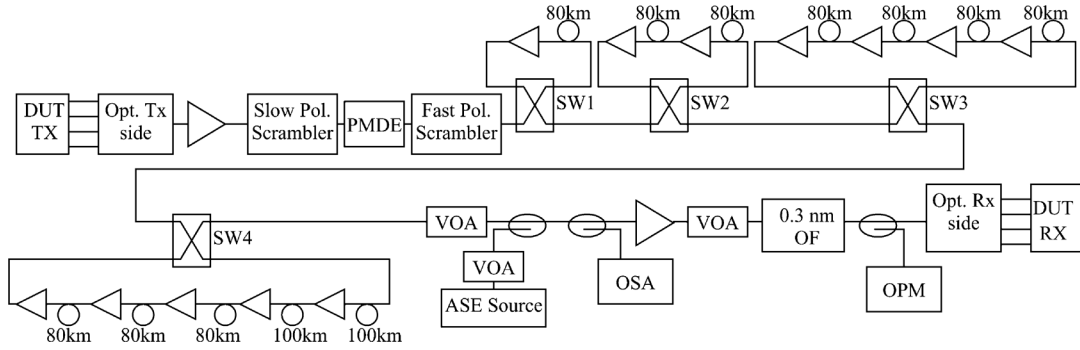 80km
80km
80km
80km
80km
80km
80km
DUT
TX
Opt. Tx
side
Slow Pol.
Scrambler
PMDE
Fast Pol.
Scrambler
SW1
SW2
SW3
SW4
VOA
VOA
ASE Source
OSA
VOA
0.3 nm
OF
OPM
Opt. Rx
side
DUT
RX
80km
80km
80km
100km
100km